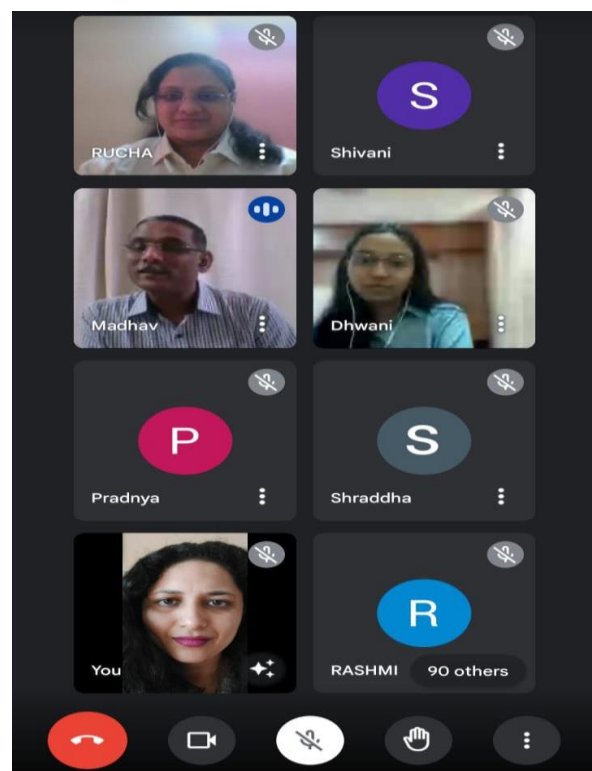 RUCHA
S
Shivani
Madhav
Dhwani
P
Pradnya
S
Shraddha
You
R
RASHMI
90 others